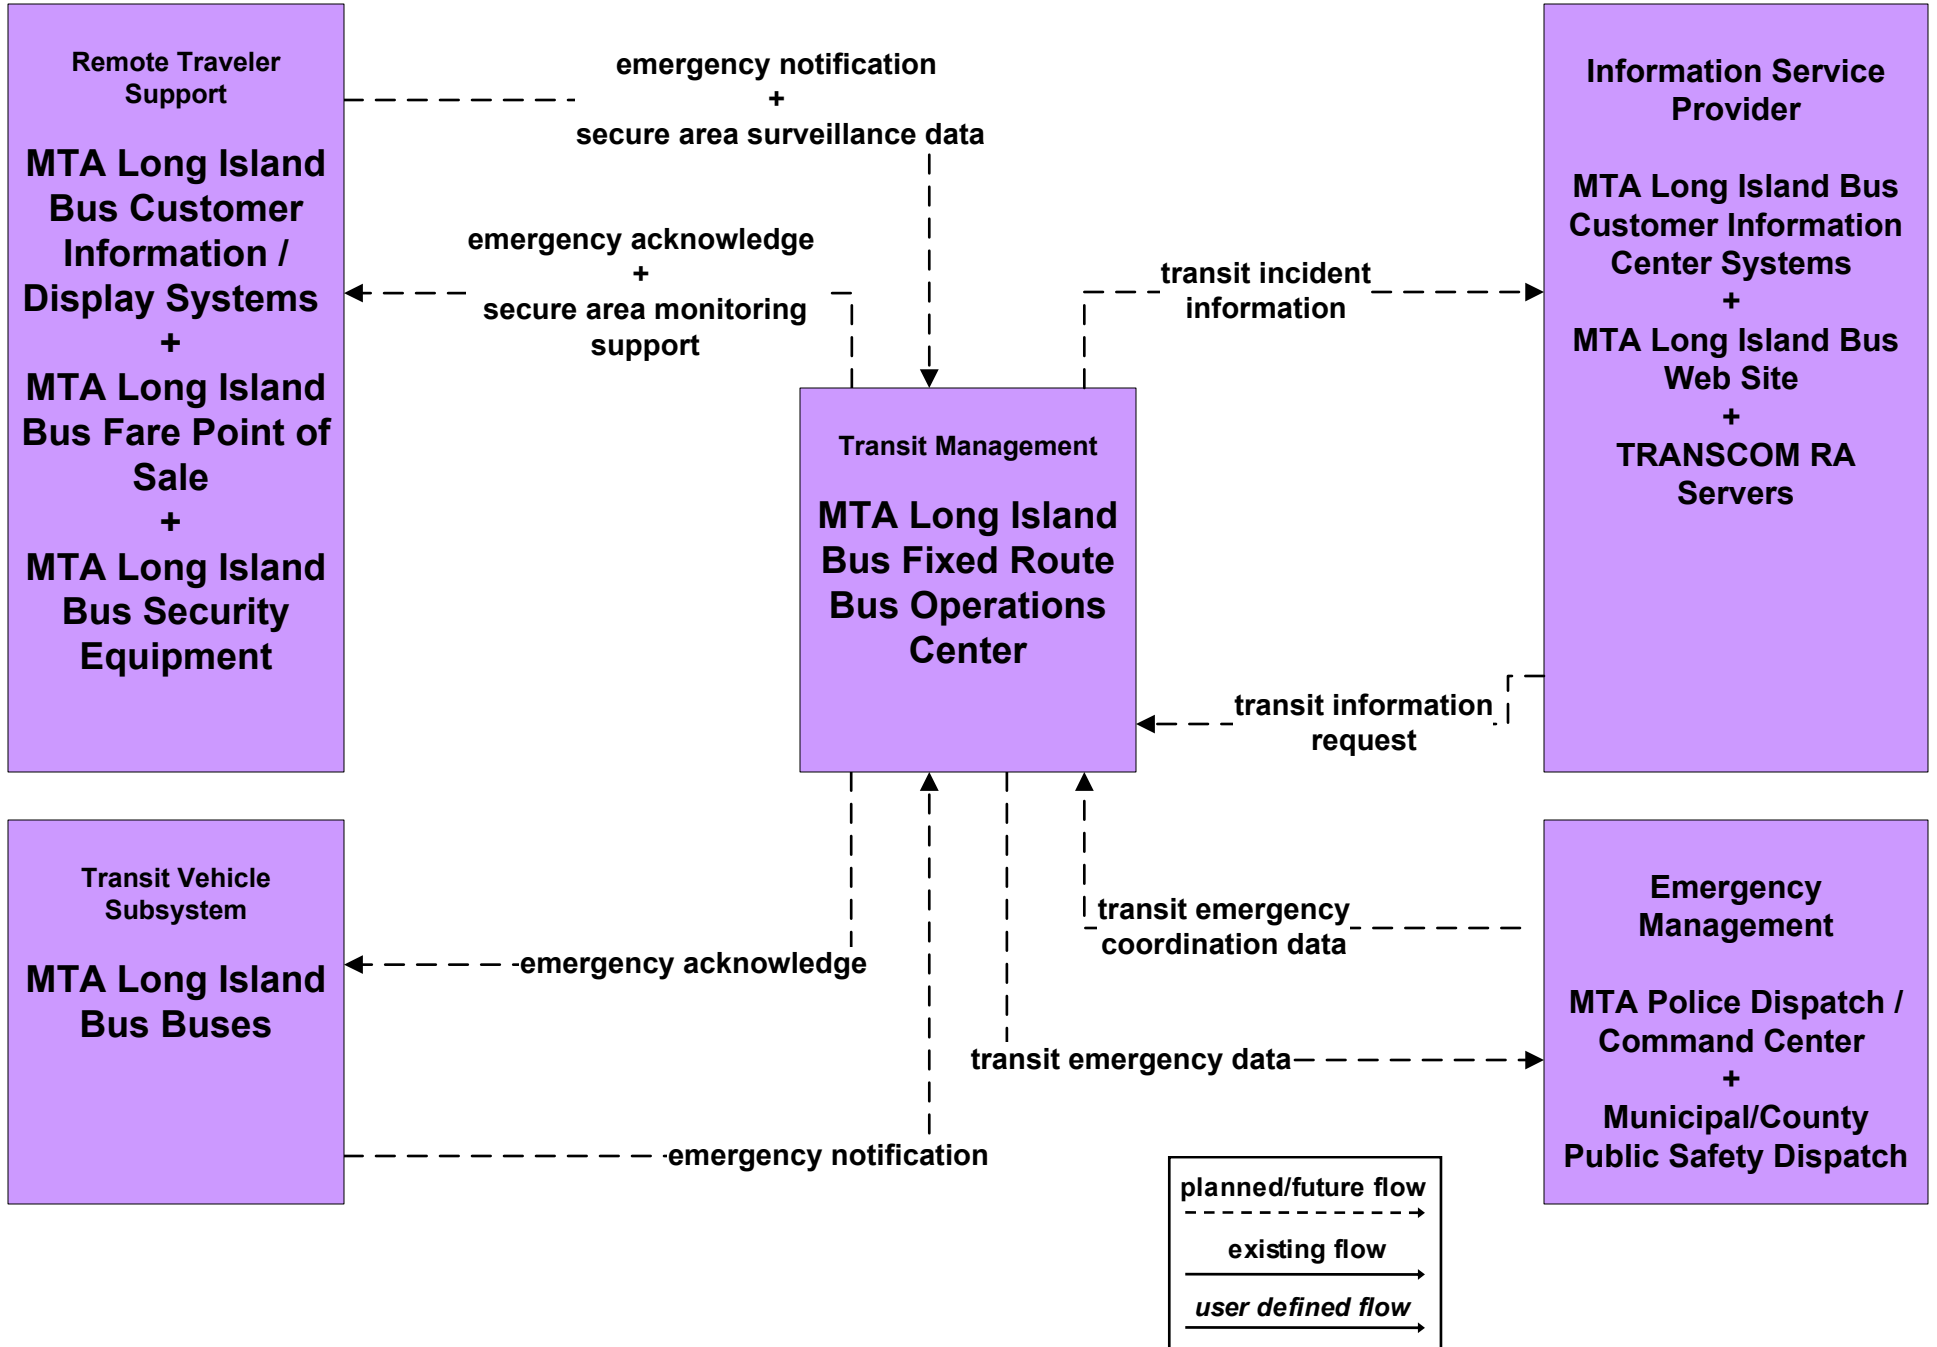 Remote Traveler
Support
MTA Long Island
Bus Customer
Information /
Display Systems
+
MTA Long Island
Bus Fare Point of
Sale
+
MTA Long Island
Bus Security
Equipment
emergency notification
+
secure area surveillance data
emergency acknowledge
+
secure area monitoring
support
transit incident
information
Information Service
Provider
MTA Long Island Bus
Customer Information
Center Systems
+
MTA Long Island Bus
Web Site
+
TRANSCOM RA
Servers
Transit Management
MTA Long Island
Bus Fixed Route
Bus Operations
Center
transit information
request
Transit Vehicle
Subsystem
MTA Long Island
Bus Buses
emergency acknowledge
emergency notification
transit emergency
coordination data
transit emergency data
Emergency
Management
MTA Police Dispatch /
Command Center
+
Municipal/County
Public Safety Dispatch
planned/future flow
existing flow
user defined flow